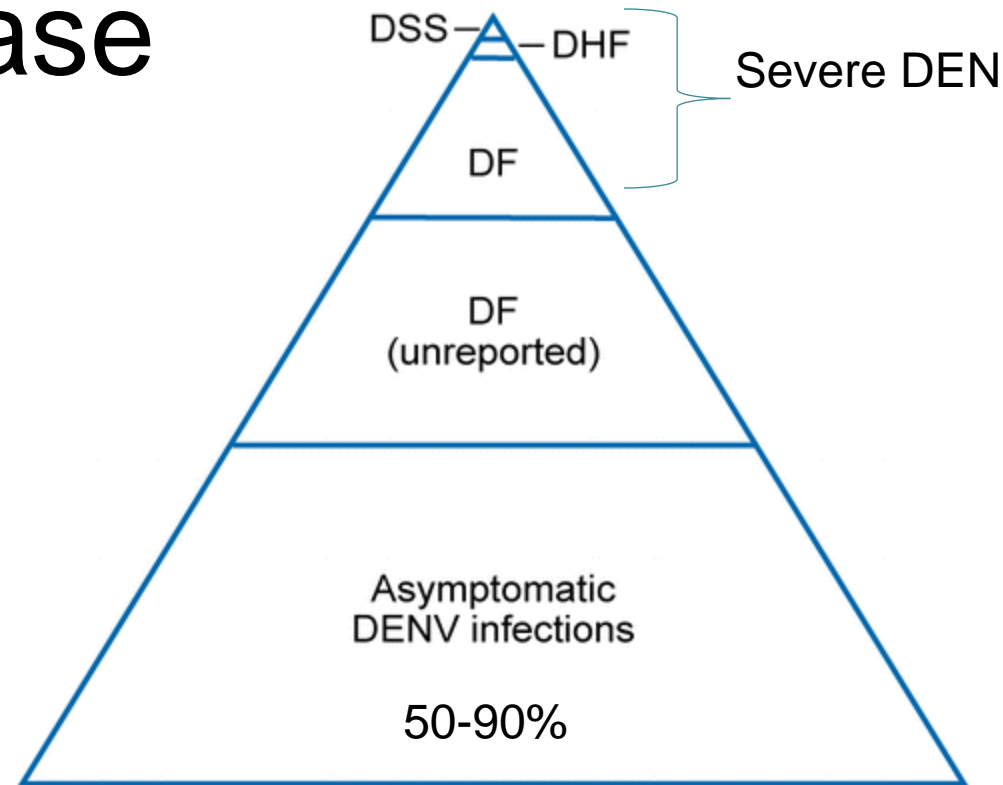 ase
DSS
DHF
Severe DEN
DF
DF
(unreported)
Asymptomatic
DENV infections
50-90%